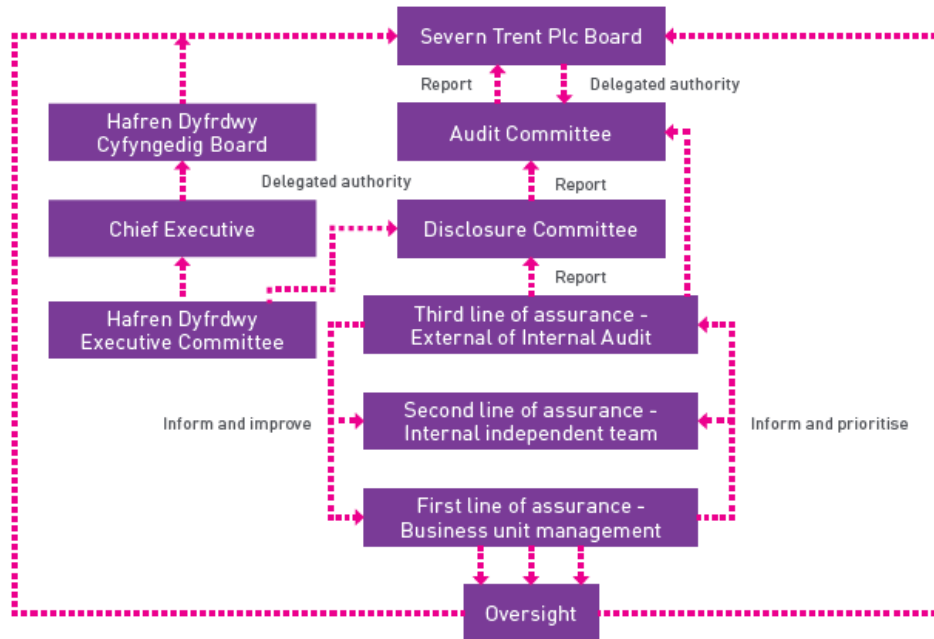 Severn Trent Plc Board
Report
Delegated authority
Hafren Dyfrdwy
Cyfyngedig Board
Audit Committee
Delegated authority
Report
Chief Executive
Disclosure Committee
Report
Hafren Dyfrdwy
Executive Committee
Third line of assurance -
External of Internal Audit
Inform and improve
Second line of assurance -
Internal independent team
Inform and prioritise
First line of assurance -
Business unit management
Oversight